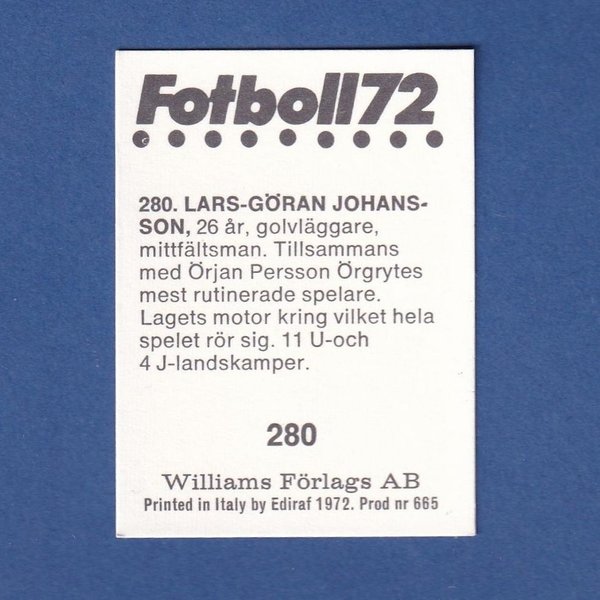 Fotboll72
280. LARS-GÖRAN JOHANS-
SON, 26 år, golvläggare,
mittfältsman. Tillsammans
med Örjan Persson Örgrytes
mest rutinerade spelare.
Lagets motor kring vilket hela
spelet rör sig. 11 U-och
4 J-landskamper.
280
Williams Förlags AB
Printed in Italy by Ediraf 1972. Prod nr 665